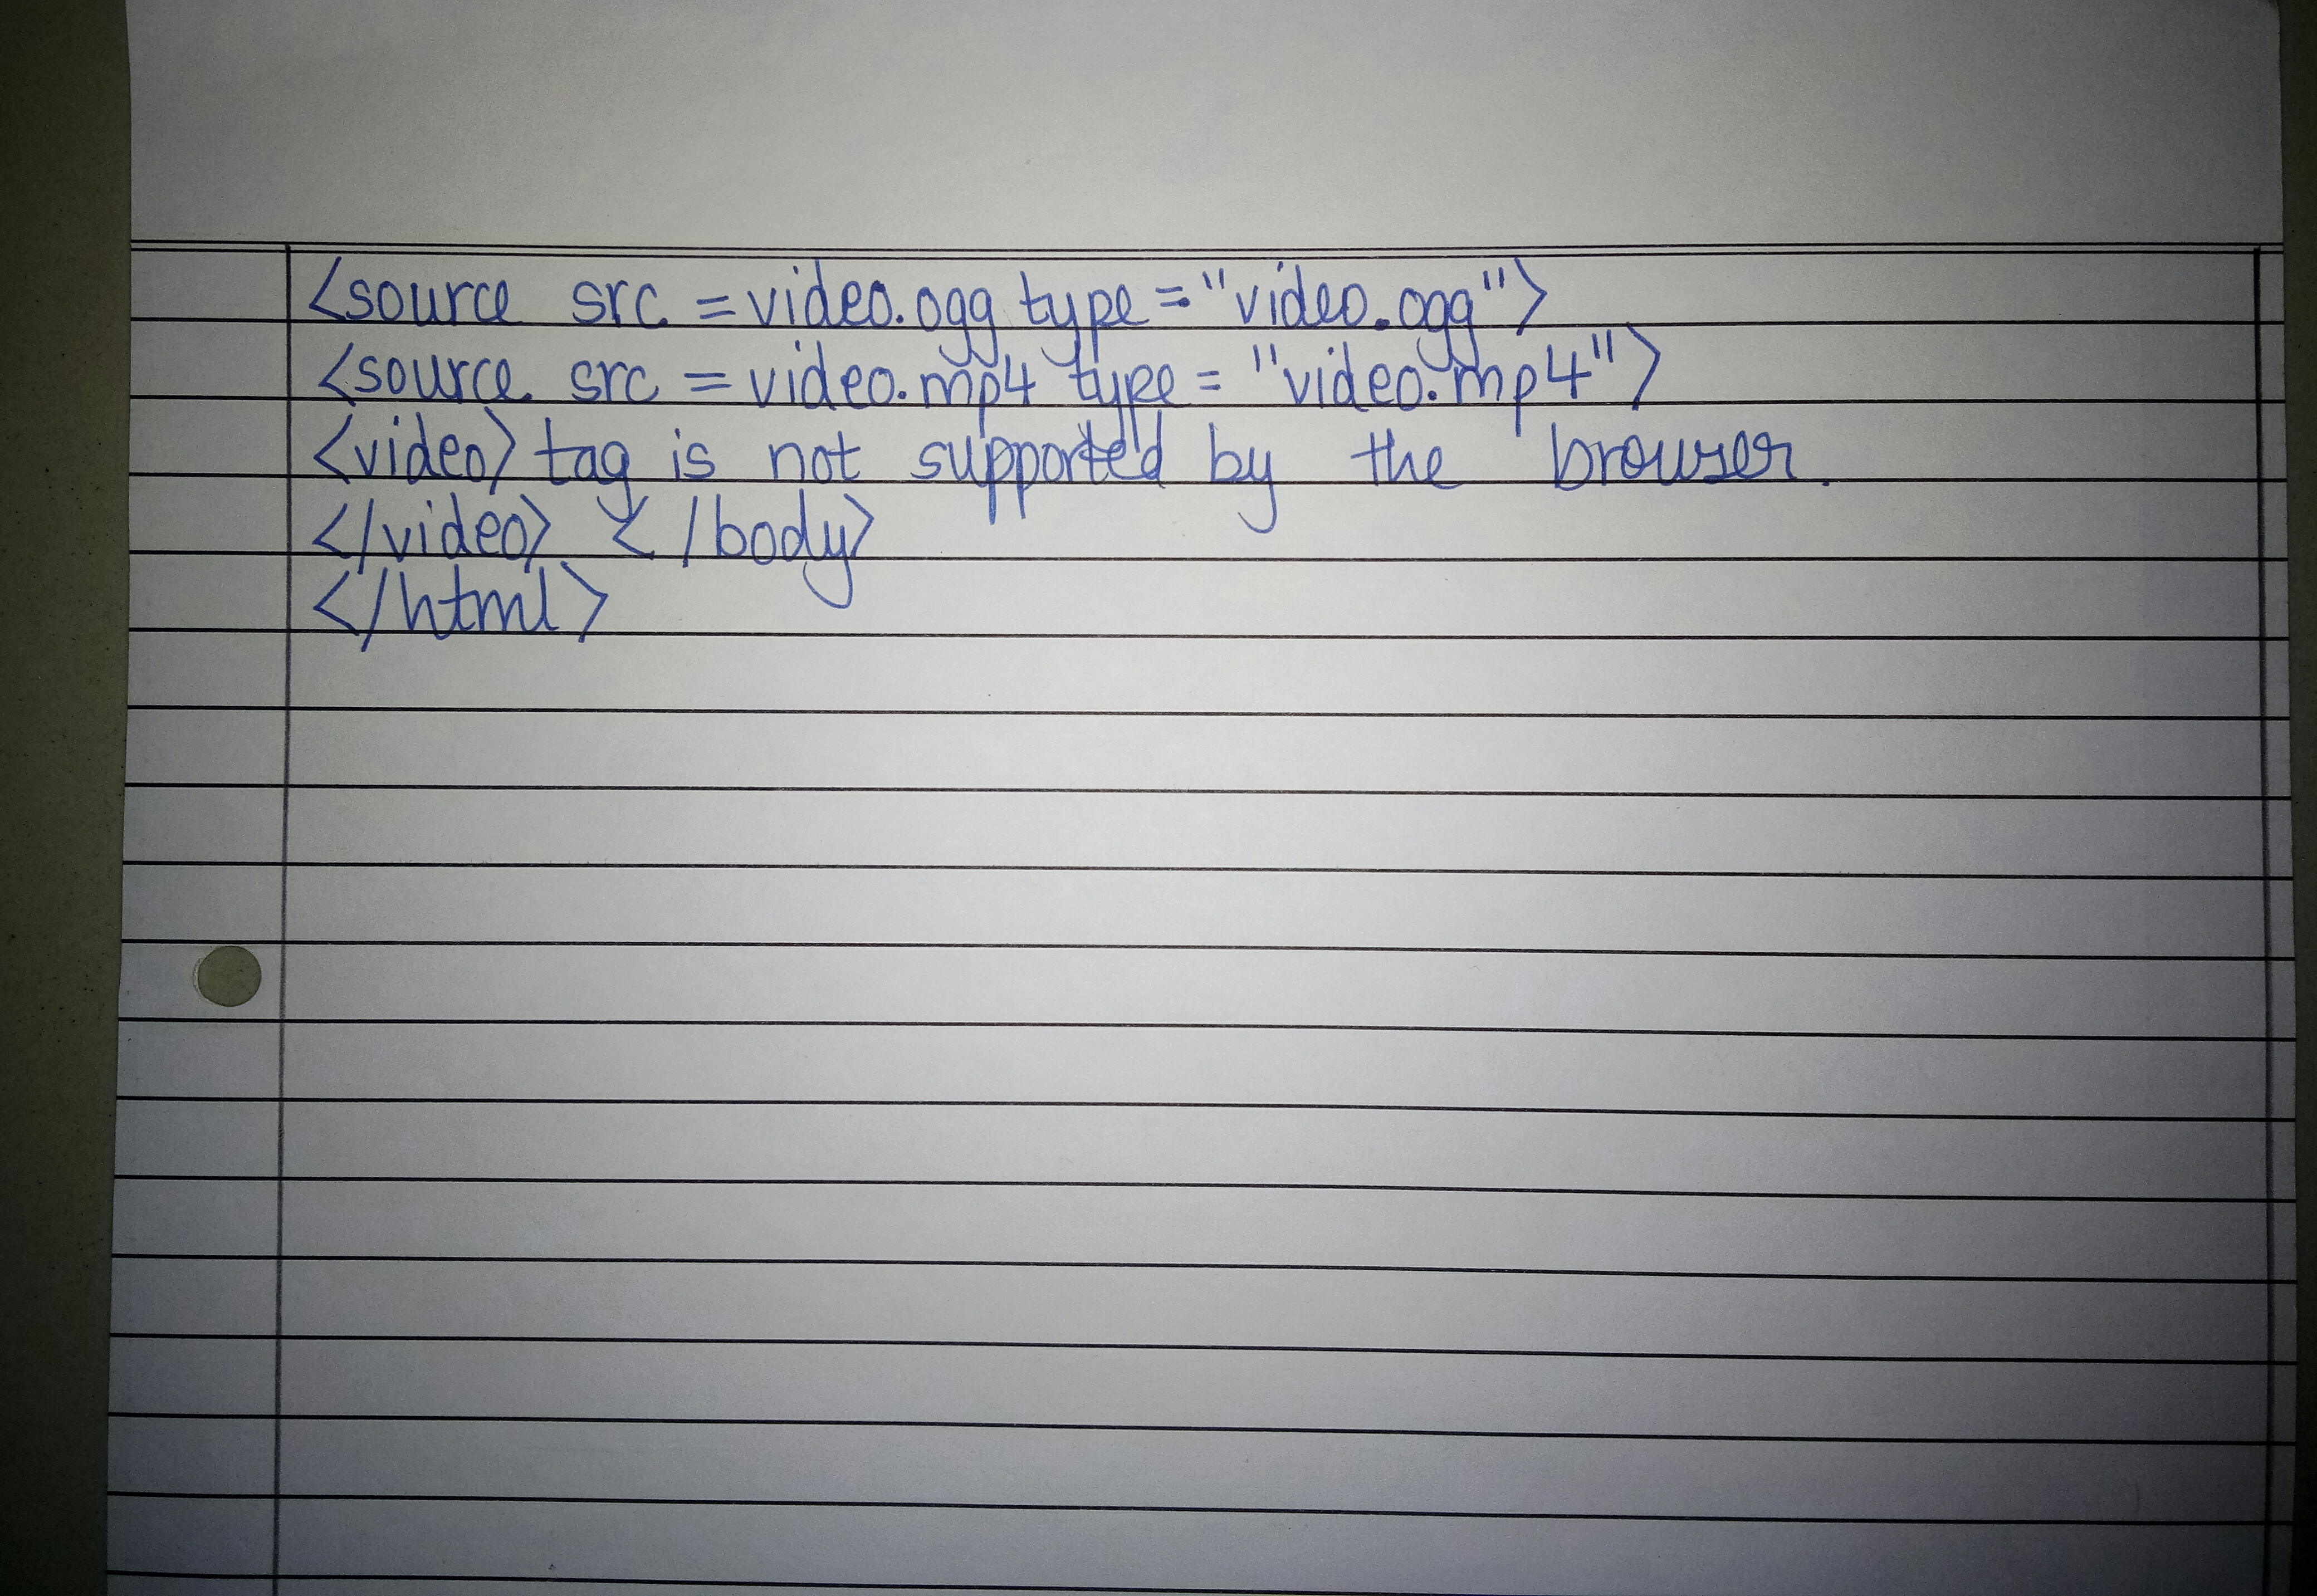 <source src = video.ogg type = "video.ogg">
<source src = video.mp4 type = "video.mp4">
<video> tag is not supported by the browser.
</video> </body>
</html>